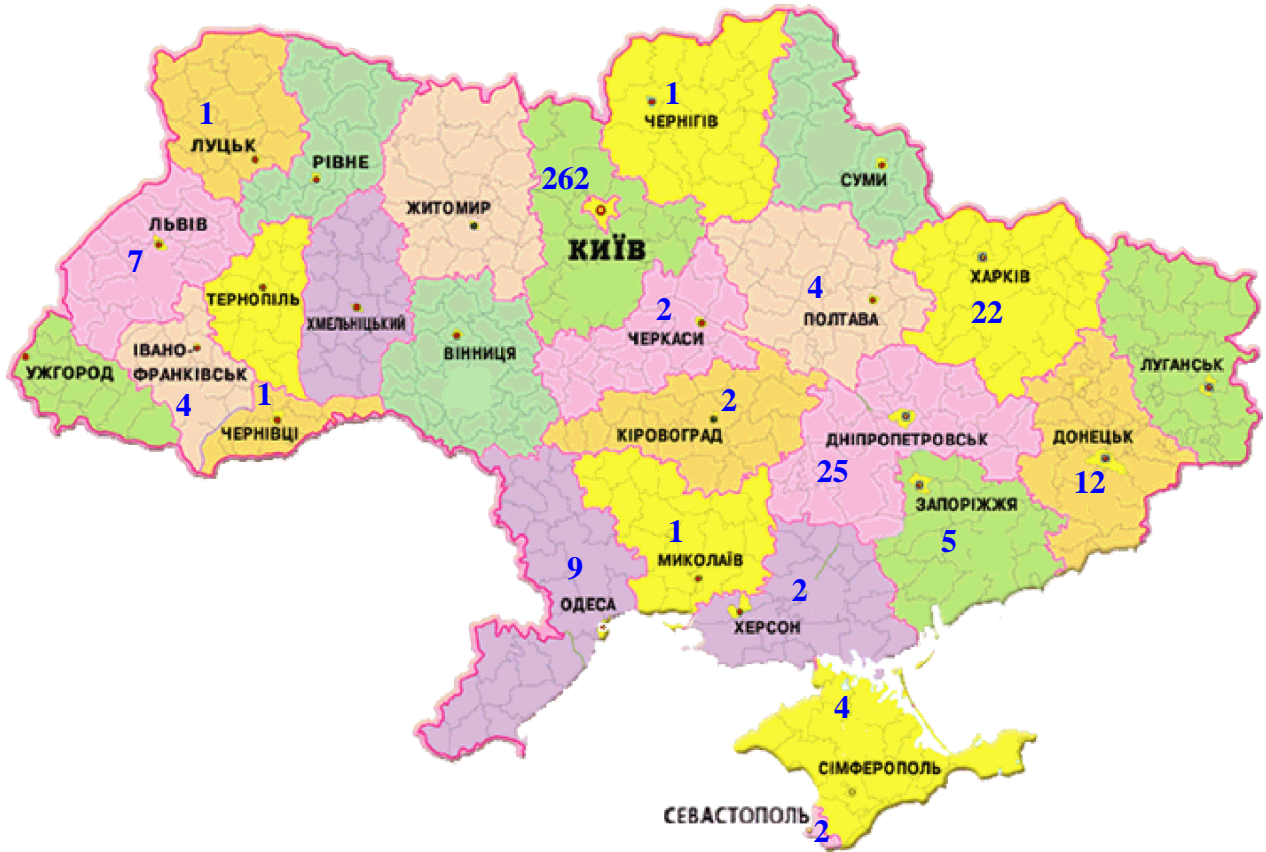 1
ЧЕРНІГІВ
1
ЛУЦЬК
РІВНЕ
СУМИ
262
КИЇВ
ЖИТОМИР
ЛЬВІВ
7
ХАРКІВ
22
ТЕРНОПІЛЬ
ХМЕЛЬНІЦЬКИЙ
2
ЧЕРКАСИ
4
ПОЛТАВА
ВІННИЦЯ
ІВАНО-
ФРАНКІВСЬК
4
УЖГОРОД
ЛУГАНСЬК
1
ЧЕРНІВЦІ
2
КІРОВОГРАД
ДНІПРОПЕТРОВСЬК
25
ДОНЕЦЬК
12
ЗАПОРІЖЖЯ
5
1
МИКОЛАЇВ
9
ОДЕСА
2
ХЕРСОН
4
СІМФЕРОПОЛЬ
СЕВАСТОПОЛЬ
2